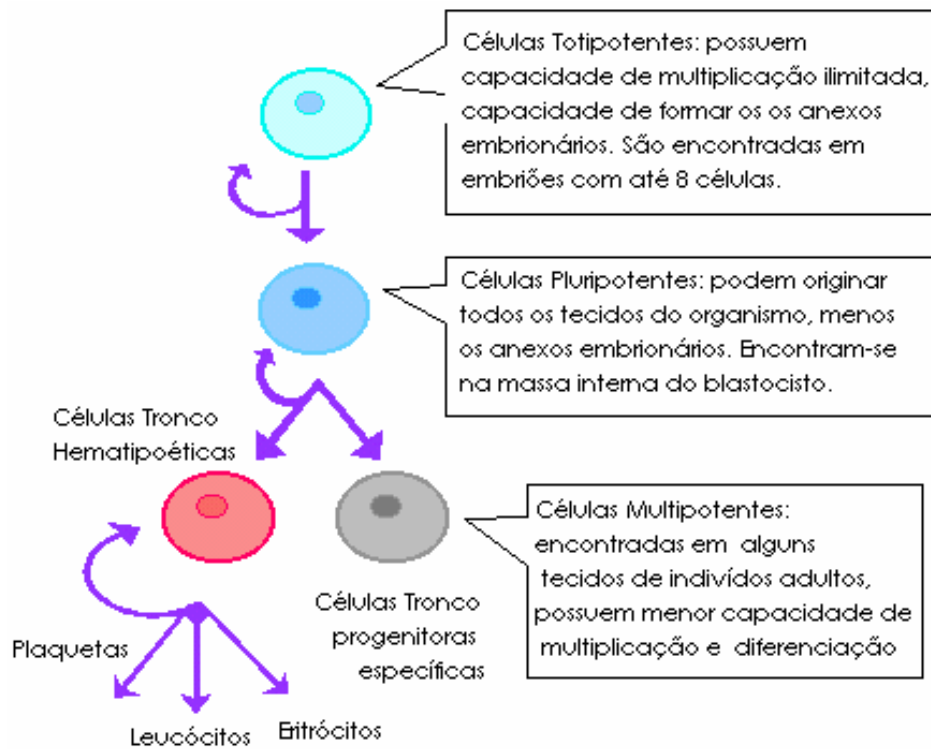 Células Totipotentes: possuem
capacidade de multiplicação ilimitada,
capacidade de formar os os anexos
embrionários. São encontradas em
embriões com até 8 células.
Células Pluripotentes: podem originar
todos os tecidos do organismo, menos
os anexos embrionários. Encontram-se
na massa interna do blastocisto.
Células Tronco
Hematipoéticas
Células Multipotentes:
encontradas em alguns
tecidos de indivídos adultos,
possuem menor capacidade de
multiplicação e diferenciação
Células Tronco
progenitoras
específicas
Plaquetas
Leucócitos
Eritrócitos